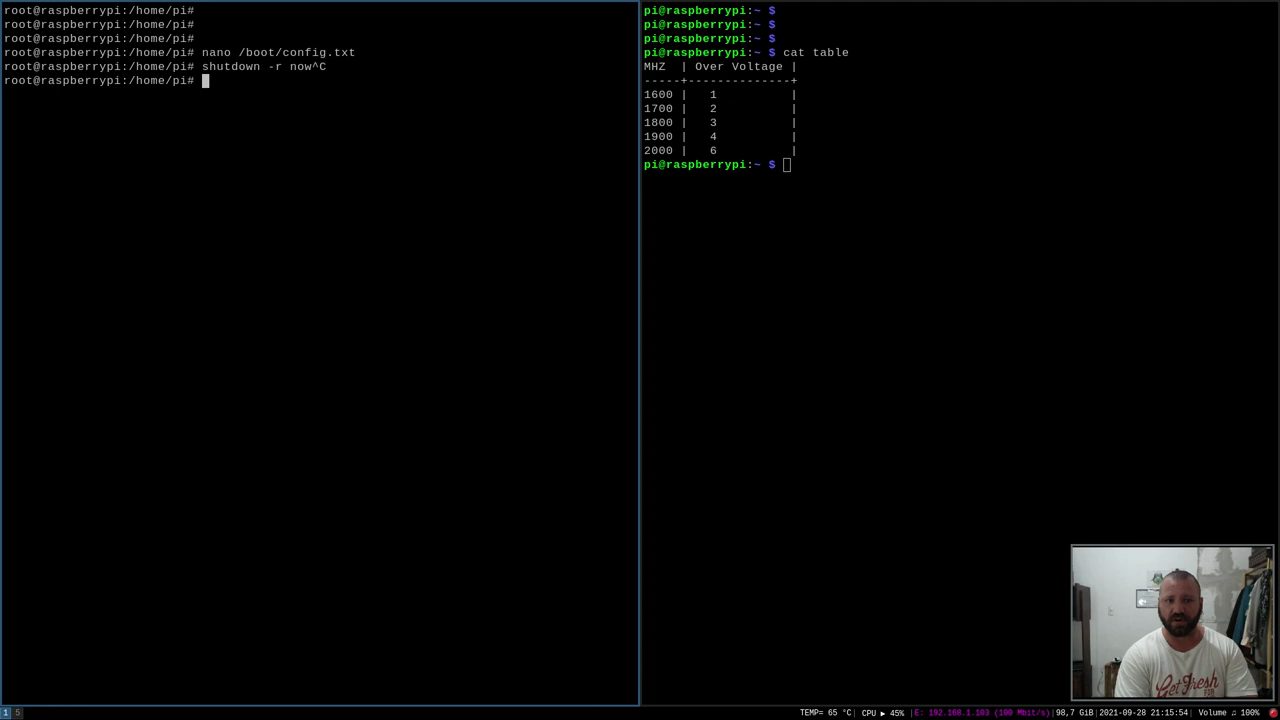 root@raspberrypi:/home/pi#
root@raspberrypi:/home/pi#
root@raspberrypi:/home/pi#
root@raspberrypi:/home/pi# nano /boot/config.txt
root@raspberrypi:/home/pi# shutdown -r now^C
root@raspberrypi:/home/pi#
pi@raspberrypi:~ $
pi@raspberrypi:~ $
pi@raspberrypi:~ $
pi@raspberrypi:~ $ cat table
MHZ  | Over Voltage |
-----+--------------+
1600 |   1          |
1700 |   2          |
1800 |   3          |
1900 |   4          |
2000 |   6          |
pi@raspberrypi:~ $
Get Fresh
1 5 TEMP= 65 °C| CPU ▶ 45% |E: 192.168.1.103 (100 Mbit/s)|98,7 GiB|2021-09-28 21:15:54| Volume ♫ 100%